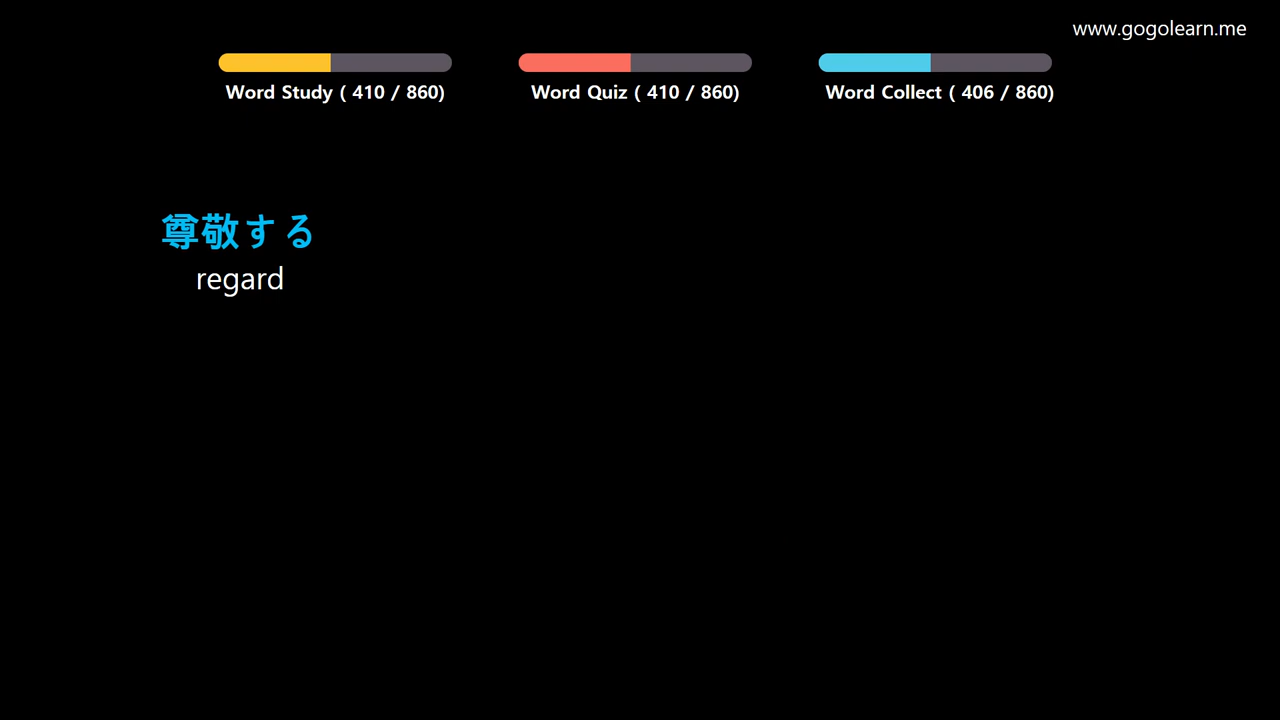 www.gogolearn.me
Word Study ( 410 / 860)
Word Quiz ( 410 / 860)
Word Collect ( 406 / 860)
尊敬する
regard